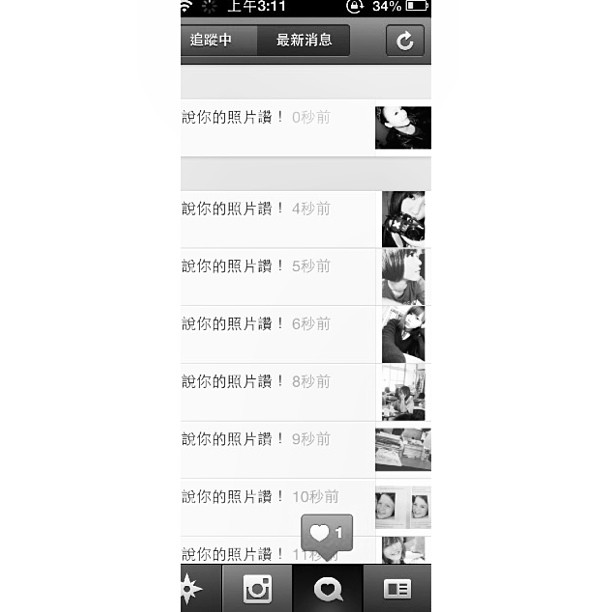 上午3:11 34%
追蹤中 最新消息
說你的照片讚！ 0秒前
說你的照片讚！ 4秒前
說你的照片讚！ 5秒前
說你的照片讚！ 6秒前
說你的照片讚！ 8秒前
說你的照片讚！ 9秒前
說你的照片讚！ 10秒前
1
說你的照片讚！ 11秒前